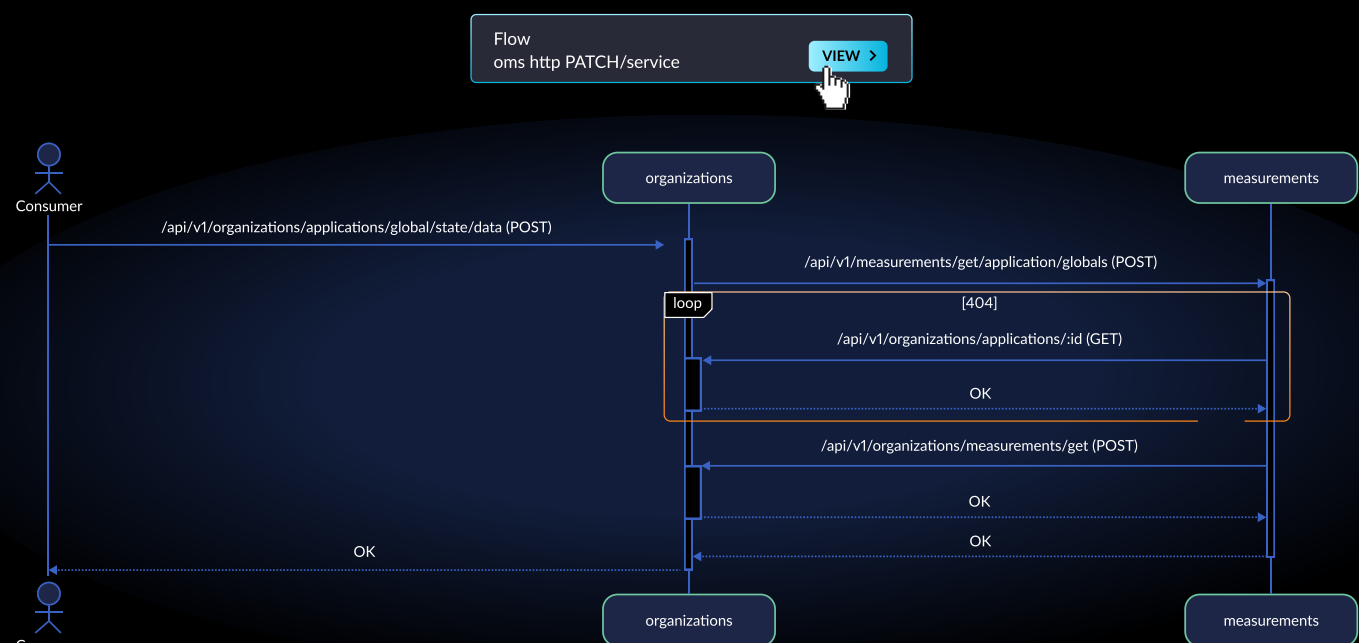 Flow
oms http PATCH/service
VIEW
Consumer
organizations
measurements
/api/v1/organizations/applications/global/state/data (POST)
/api/v1/measurements/get/application/globals (POST)
loop
[404]
/api/v1/organizations/applications/:id (GET)
OK
/api/v1/organizations/measurements/get (POST)
OK
OK
OK
organizations
measurements